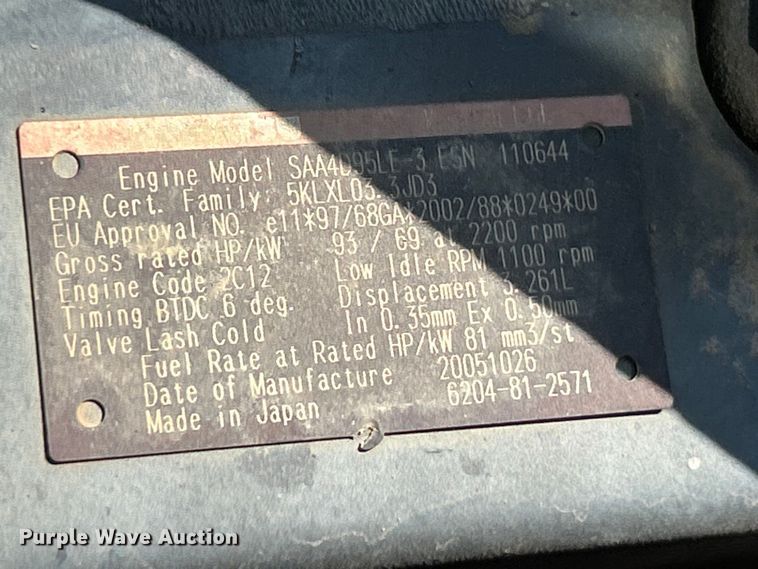 Engine Model SAA4D95LE-3 ESN 110644
EPA Cert. Family: 5KLXL03.3JD3
EU Approval NO. e11*97/68GA*2002/88*0249*00
Gross rated HP/kW 93 / 69 at 2200 rpm
Engine Code 2C12 Low Idle RPM 1100 rpm
Timing BTDC 6 deg. Displacement 3.261L
Valve Lash Cold In 0.35mm Ex 0.50mm
Fuel Rate at Rated HP/kW 81 mm3/st
Date of Manufacture 20051026
Made in Japan 6204-81-2571
Purple Wave Auction